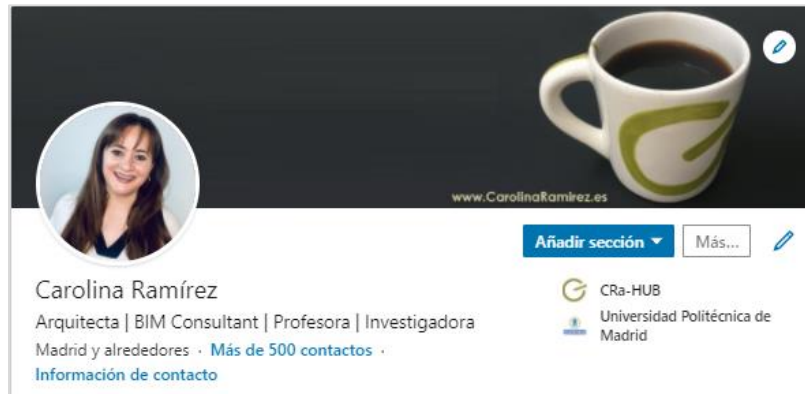 www.CarolinaRamirez.es
Añadir sección
Más...
Carolina Ramírez
Arquitecta | BIM Consultant | Profesora | Investigadora
Madrid y alrededores · Más de 500 contactos ·
Información de contacto
CRa-HUB
Universidad Politécnica de
Madrid